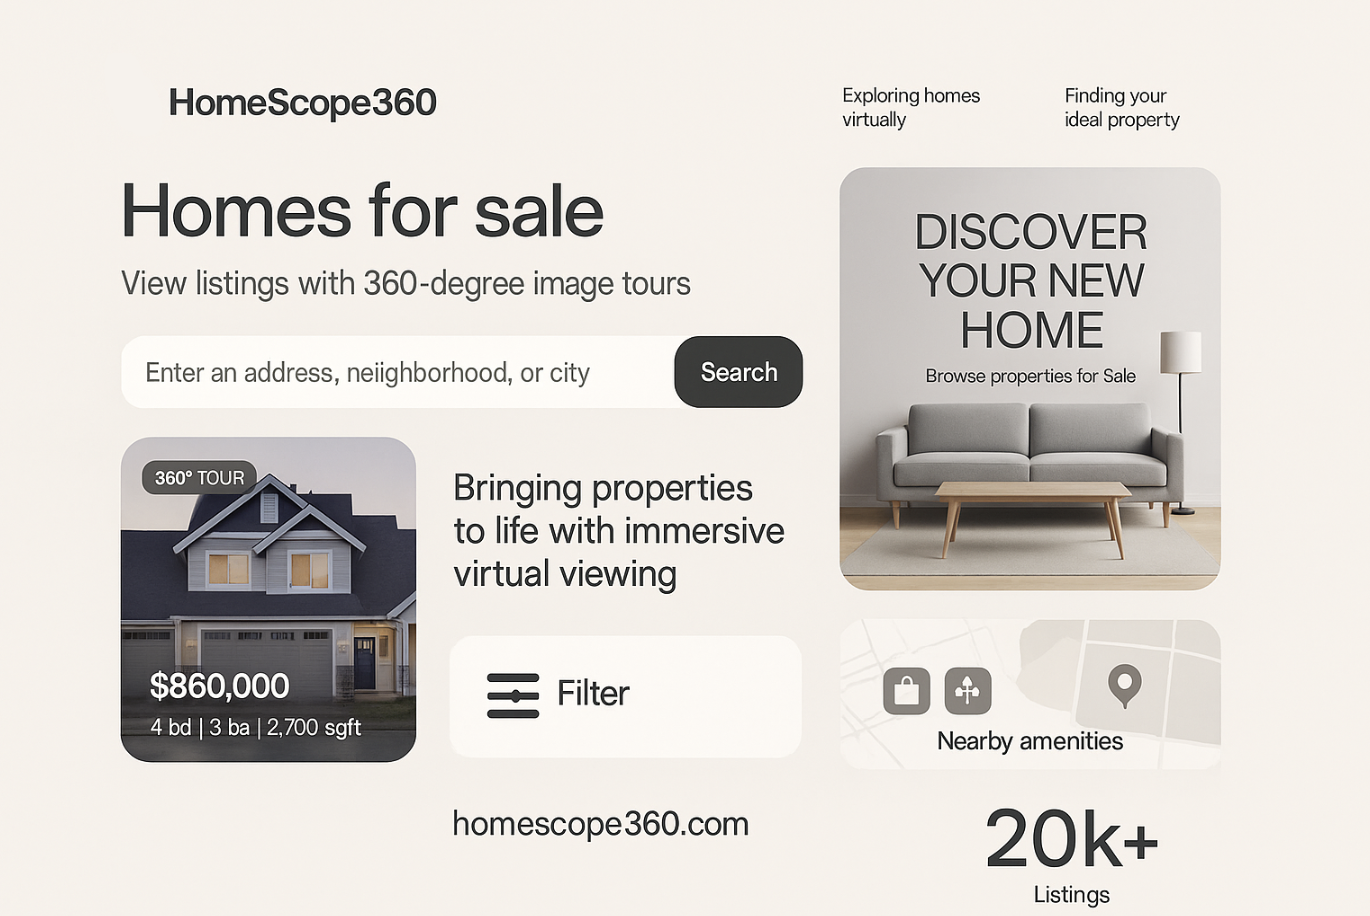 HomeScope360
Exploring homes
virtually
Finding your
ideal property
Homes for sale
View listings with 360-degree image tours
Enter an address, neiighborhood, or city
Search
DISCOVER
YOUR NEW
HOME
Browse properties for Sale
360° TOUR
$860,000
4 bd | 3 ba | 2,700 sgft
Bringing properties
to life with immersive
virtual viewing
Filter
Nearby amenities
homescope360.com
20k+
Listings